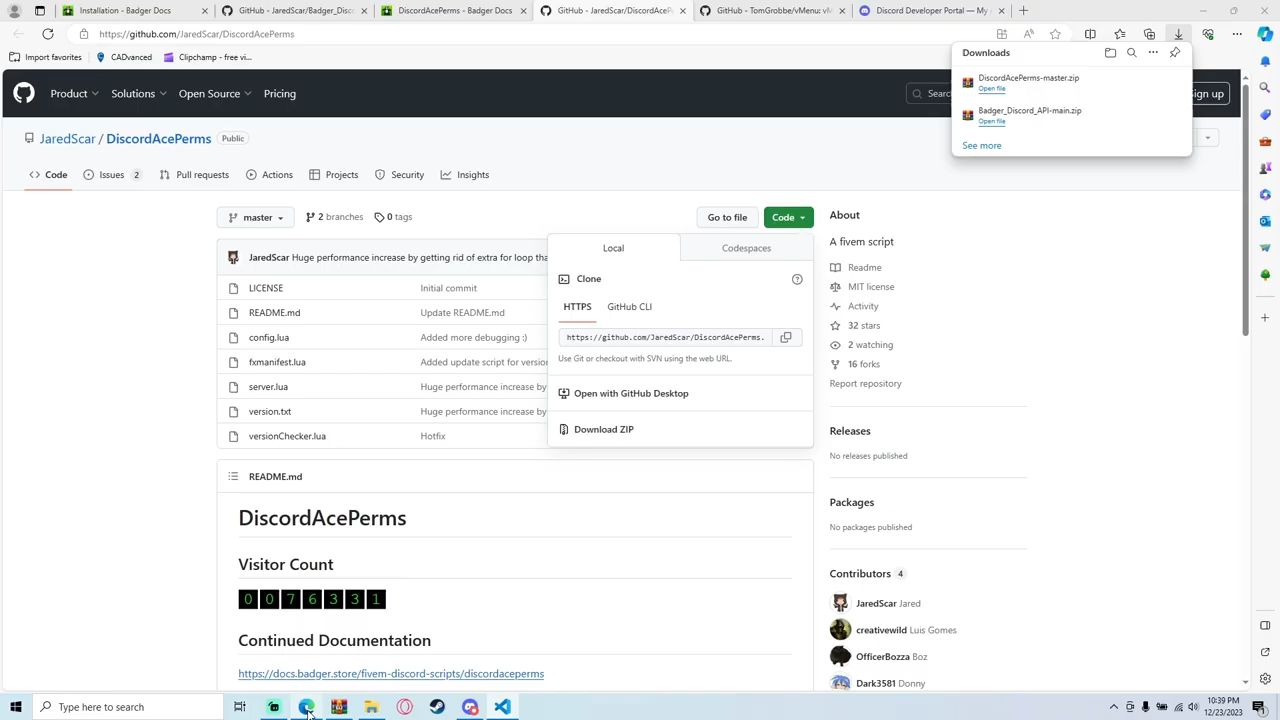 Installation - Badger Docs
GitHub - JaredScar/Badger_Disc
DiscordAcePerms - Badger Docs
GitHub - JaredScar/DiscordAceP
GitHub - TomGrobbe/vMenu: vM
Discord Developer Portal — My A
https://github.com/JaredScar/DiscordAcePerms
Import favorites
CADvanced
Clipchamp - free vi...
Downloads
DiscordAcePerms-master.zip
Open file
Badger_Discord_API-main.zip
Open file
See more
Product
Solutions
Open Source
Pricing
Searc
ign up
JaredScar / DiscordAcePerms
Public
Code
Issues 2
Pull requests
Actions
Projects
Security
Insights
master
2 branches
0 tags
Go to file
Code
JaredScar Huge performance increase by getting rid of extra for loop tha
LICENSE
Initial commit
README.md
Update README.md
config.lua
Added more debugging :)
fxmanifest.lua
Added update script for version
server.lua
Huge performance increase by
version.txt
Huge performance increase by
versionChecker.lua
Hotfix
Local
Codespaces
Clone
HTTPS
GitHub CLI
https://github.com/JaredScar/DiscordAcePerms.
Use Git or checkout with SVN using the web URL.
Open with GitHub Desktop
Download ZIP
README.md
DiscordAcePerms
Visitor Count
0 0 7 6 3 3 1
Continued Documentation
https://docs.badger.store/fivem-discord-scripts/discordaceperms
About
A fivem script
Readme
MIT license
Activity
32 stars
2 watching
16 forks
Report repository
Releases
No releases published
Packages
No packages published
Contributors 4
JaredScar Jared
creativewild Luis Gomes
OfficerBozza Boz
Dark3581 Donny
Type here to search
10:39 PM
12/23/2023